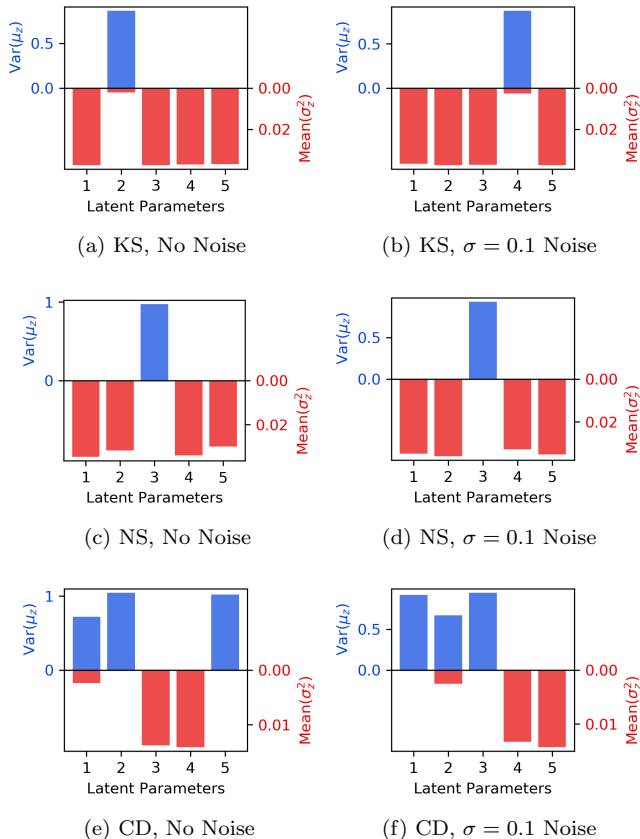 Var(μz)
0.5
0.0
0.00
0.02
Mean(σ²z)
1 2 3 4 5
Latent Parameters
(a) KS, No Noise
Var(μz)
0.5
0.0
0.00
0.02
Mean(σ²z)
1 2 3 4 5
Latent Parameters
(b) KS, σ = 0.1 Noise
Var(μz)
1
0
0.00
0.02
Mean(σ²z)
1 2 3 4 5
Latent Parameters
(c) NS, No Noise
Var(μz)
0.5
0.0
0.00
0.02
Mean(σ²z)
1 2 3 4 5
Latent Parameters
(d) NS, σ = 0.1 Noise
Var(μz)
1
0
0.00
0.01
Mean(σ²z)
1 2 3 4 5
Latent Parameters
(e) CD, No Noise
Var(μz)
0.5
0.0
0.00
0.01
Mean(σ²z)
1 2 3 4 5
Latent Parameters
(f) CD, σ = 0.1 Noise